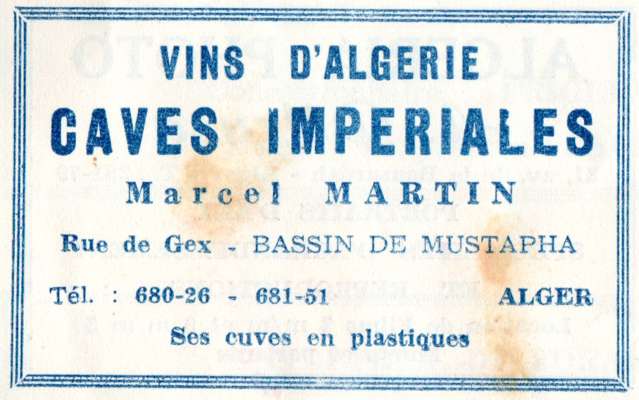 VINS D'ALGERIE
CAVES IMPERIALES
Marcel MARTIN
Rue de Gex - BASSIN DE MUSTAPHA
Tél. : 680-26 - 681-51 ALGER
Ses cuves en plastiques